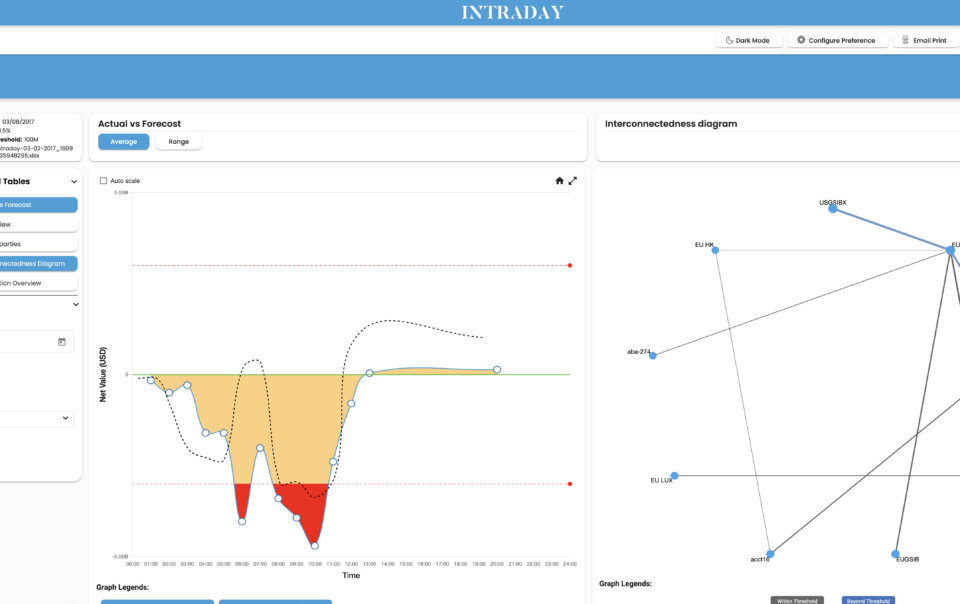 INTRADAY
Dark Mode
Configure Preference
Email Print
03/08/2017
1.5%
eshold: 100M
ntraday-03-02-2017_1609
36948295.xlsx
Tables
s Forecast
iew
parties
nectedness Diagram
tion Overview
Actual vs Forecast
Average
Range
Auto scale
5.00B
0
-5.00B
Net Value (USD)
00:00 01:00 02:00 03:00 04:00 05:00 06:00 07:00 08:00 09:00 10:00 11:00 12:00 13:00 14:00 15:00 16:00 17:00 18:00 19:00 20:00 21:00 22:00 23:00 24:00
Time
Graph Legends:
Interconnectedness diagram
USGSIBX
EU HK
EU
aba-274
EU LUX
acct16
EUGSIB
Graph Legends:
Within Threshold
Beyond Threshold